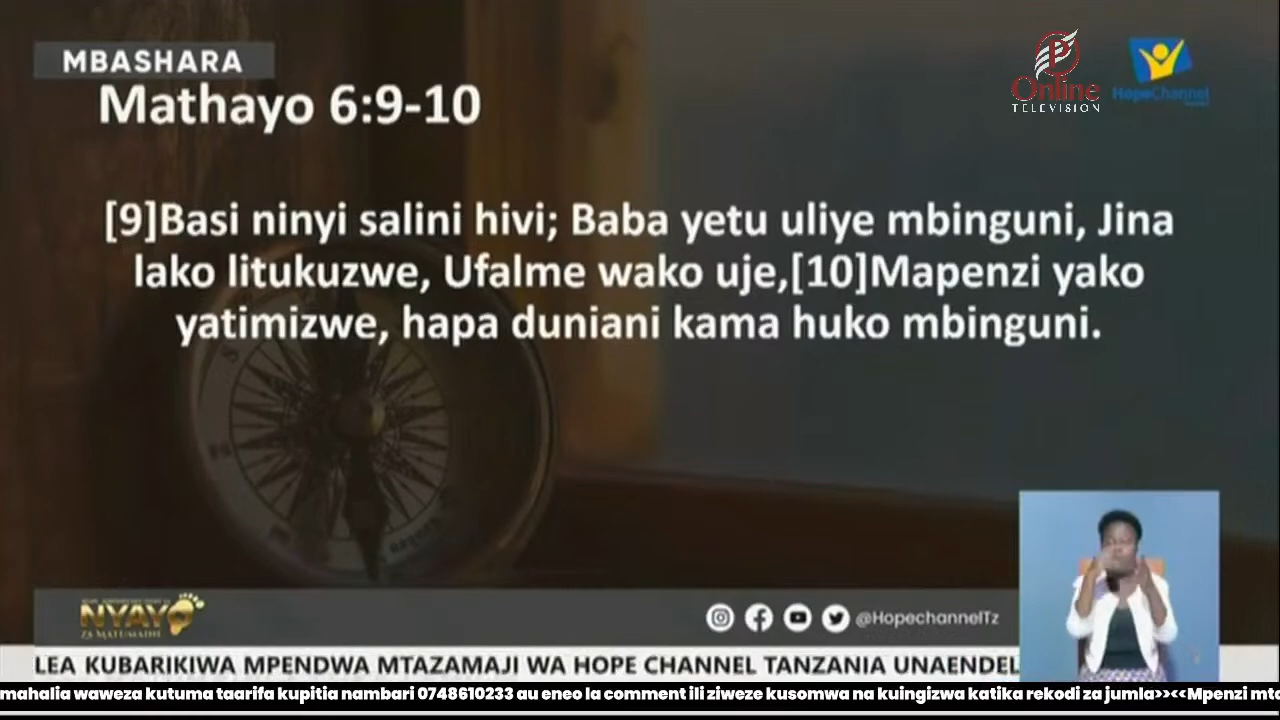 MBASHARA
Mathayo 6:9-10
Online
TELEVISION
HopeChannel
[9]Basi ninyi salini hivi; Baba yetu uliye mbinguni, Jina
lako litukuzwe, Ufalme wako uje,[10]Mapenzi yako
yatimizwe, hapa duniani kama huko mbinguni.
NYAYO
ZA MATUMAINI
@HopechannelTz
LEA KUBARIKIWA MPENDWA MTAZAMAJI WA HOPE CHANNEL TANZANIA UNAENDEL
mahalia waweza kutuma taarifa kupitia nambari 0748610233 au eneo la comment ili ziweze kusomwa na kuingizwa katika rekodi za jumla>><<Mpenzi mta